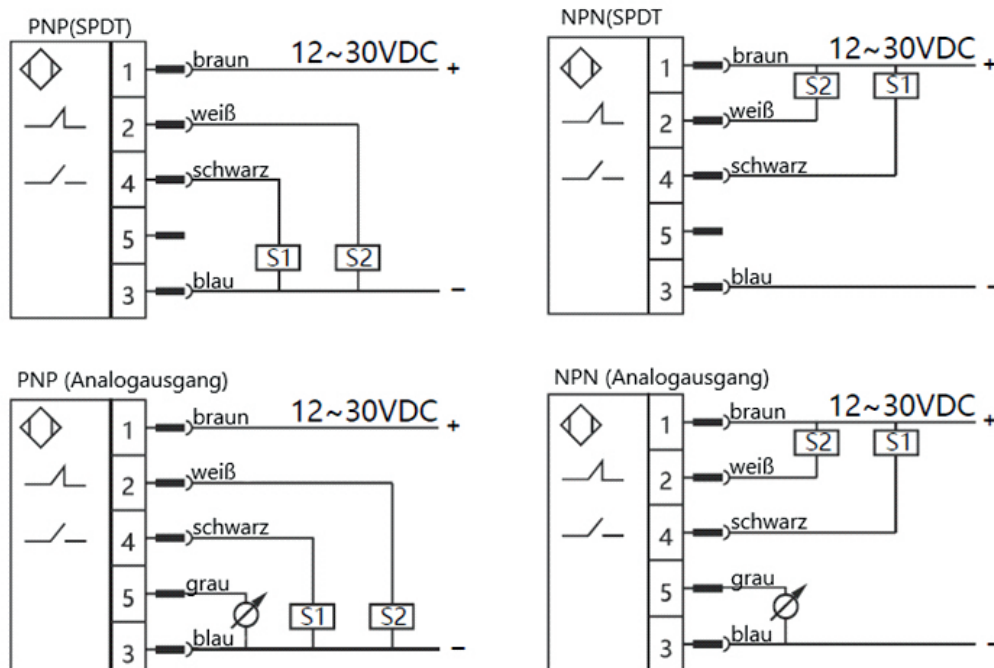 PNP(SPDT)
1 braun 12~30VDC +
2 weiß
4 schwarz
5
S1 S2
3 blau −
NPN(SPDT
1 braun 12~30VDC +
S2 S1
2 weiß
4 schwarz
5
3 blau −
PNP (Analogausgang)
1 braun 12~30VDC +
2 weiß
4 schwarz
5 grau
S1 S2
3 blau −
NPN (Analogausgang)
1 braun 12~30VDC +
S2 S1
2 weiß
4 schwarz
5 grau
3 blau −